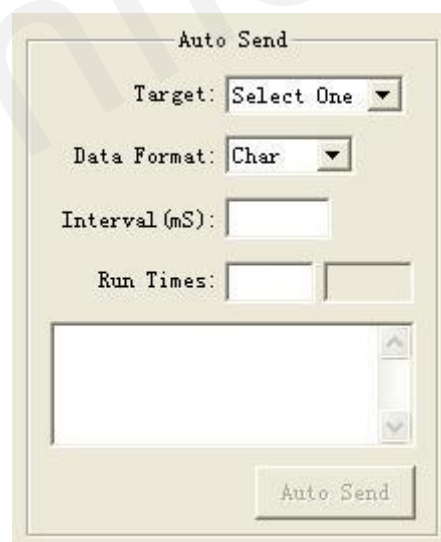 Auto Send
Target: Select One
Data Format: Char
Interval(mS):
Run Times:
Auto Send